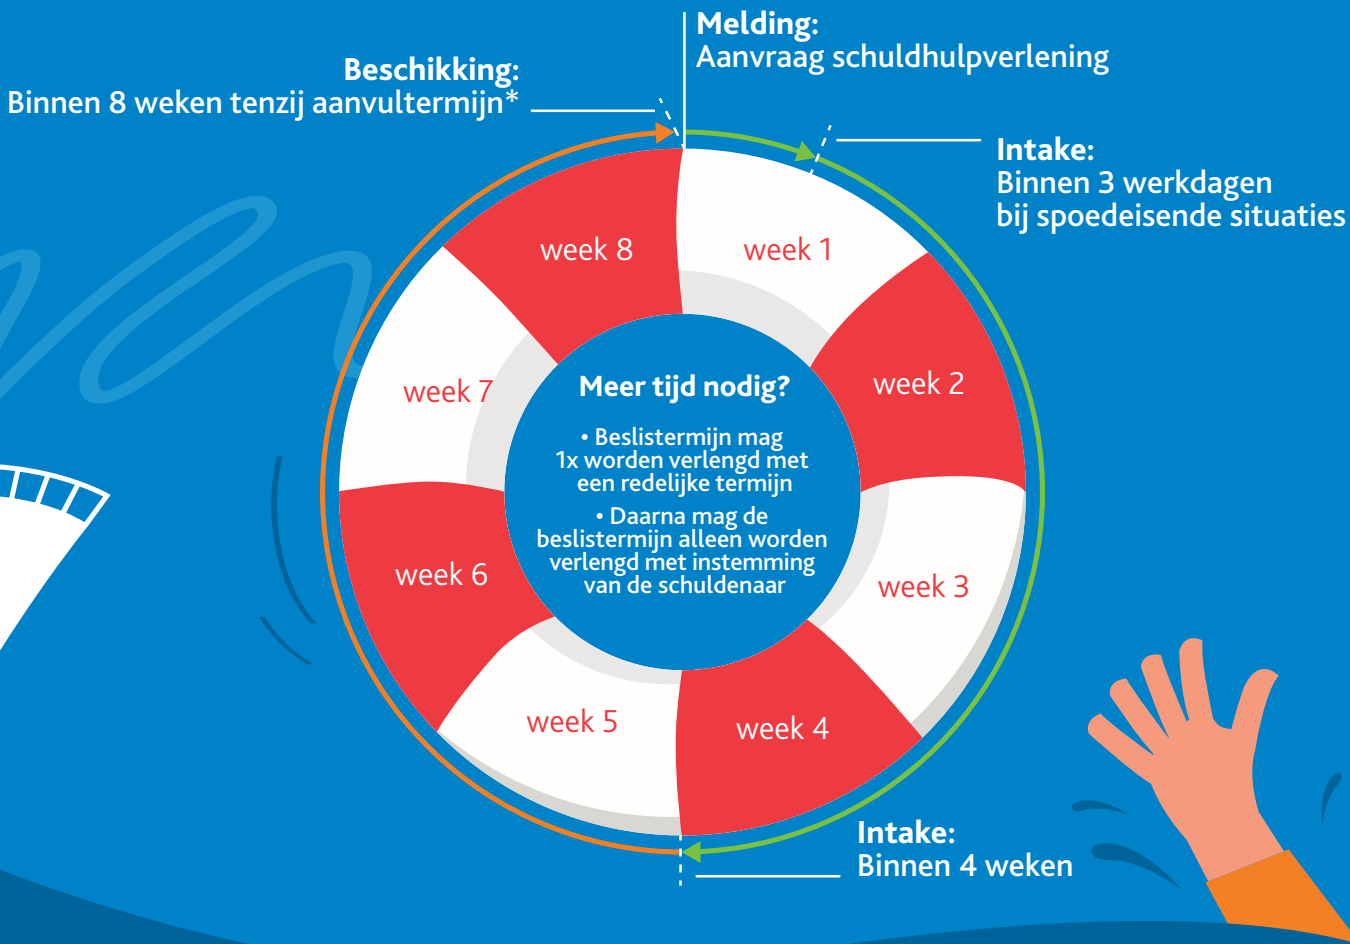 Melding:
Aanvraag schuldhulpverlening
Beschikking:
Binnen 8 weken tenzij aanvultermijn*
Intake:
Binnen 3 werkdagen
bij spoedeisende situaties
week 8
week 1
week 7
week 2
Meer tijd nodig?
• Beslistermijn mag
1x worden verlengd met
een redelijke termijn
• Daarna mag de
beslistermijn alleen worden
verlengd met instemming
van de schuldenaar
week 6
week 3
week 5
week 4
Intake:
Binnen 4 weken